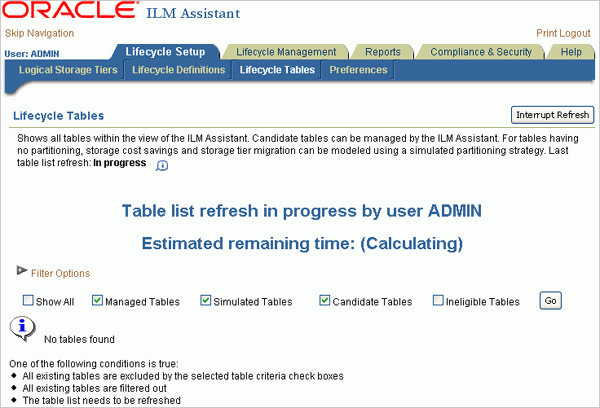 ORACLE ILM Assistant
Skip Navigation Print Logout
User: ADMIN Lifecycle Setup Lifecycle Management Reports Compliance & Security Help
Logical Storage Tiers Lifecycle Definitions Lifecycle Tables Preferences
Lifecycle Tables Interrupt Refresh
Shows all tables within the view of the ILM Assistant. Candidate tables can be managed by the ILM Assistant. For tables having
no partitioning, storage cost savings and storage tier migration can be modeled using a simulated partitioning strategy. Last
table list refresh: In progress
Table list refresh in progress by user ADMIN
Estimated remaining time: (Calculating)
Filter Options
Show All Managed Tables Simulated Tables Candidate Tables Ineligible Tables Go
No tables found
One of the following conditions is true:
• All existing tables are excluded by the selected table criteria check boxes
• All existing tables are filtered out
• The table list needs to be refreshed